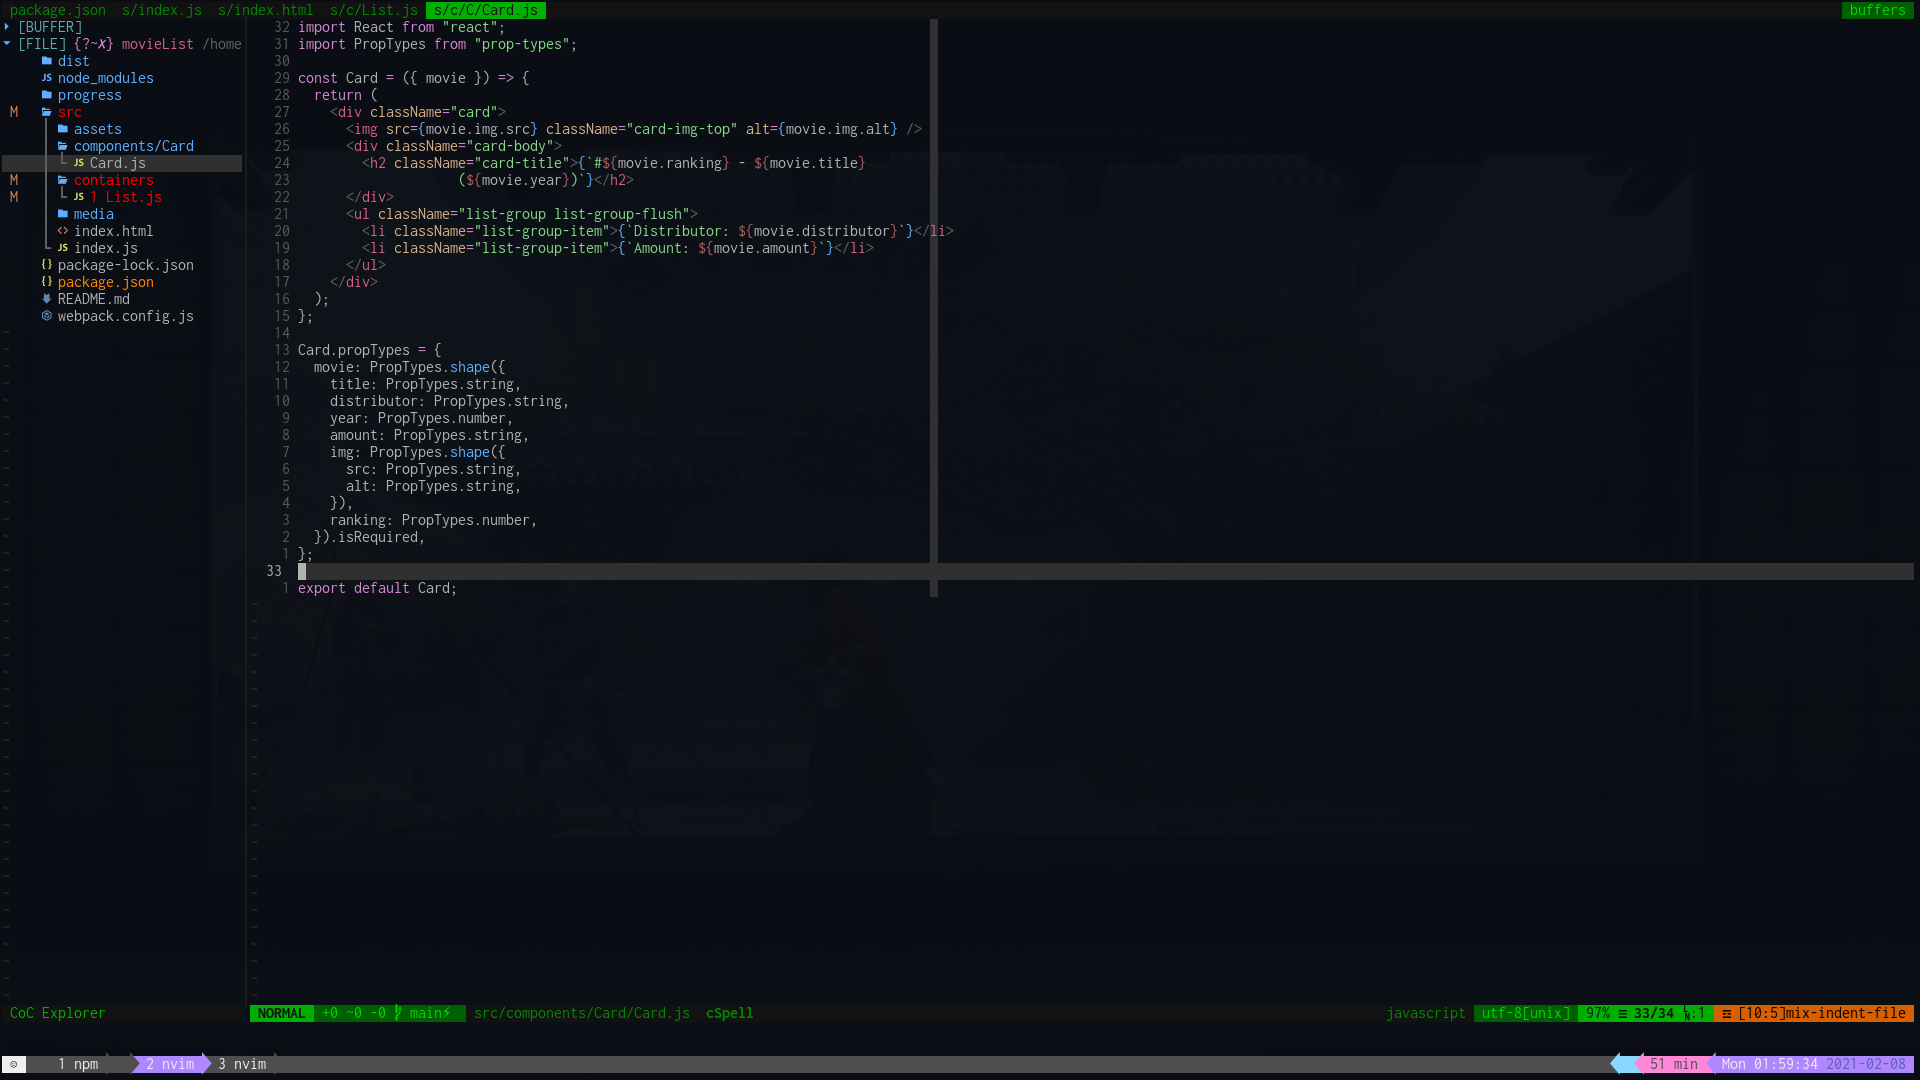 package.json  s/index.js  s/index.html  s/c/List.js  s/c/C/Card.js  buffers
[BUFFER]
[FILE] {?~✗} movieList /home
dist
node_modules
progress
M src
assets
components/Card
Card.js
M containers
M 1 List.js
media
index.html
index.js
package-lock.json
package.json
README.md
webpack.config.js
32 import React from "react";
31 import PropTypes from "prop-types";
30
29 const Card = ({ movie }) => {
28   return (
27     <div className="card">
26       <img src={movie.img.src} className="card-img-top" alt={movie.img.alt} />
25       <div className="card-body">
24         <h2 className="card-title">{`#${movie.ranking} - ${movie.title}
23                     (${movie.year})`}</h2>
22       </div>
21       <ul className="list-group list-group-flush">
20         <li className="list-group-item">{`Distributor: ${movie.distributor}`}</li>
19         <li className="list-group-item">{`Amount: ${movie.amount}`}</li>
18       </ul>
17     </div>
16   );
15 };
14
13 Card.propTypes = {
12   movie: PropTypes.shape({
11     title: PropTypes.string,
10     distributor: PropTypes.string,
9     year: PropTypes.number,
8     amount: PropTypes.string,
7     img: PropTypes.shape({
6       src: PropTypes.string,
5       alt: PropTypes.string,
4     }),
3     ranking: PropTypes.number,
2   }).isRequired,
1 };
33
1 export default Card;
CoC Explorer  NORMAL  +0 ~0 -0 main⚡  src/components/Card/Card.js  cSpell  javascript  utf-8[unix]  97% ≡ 33/34 :1  [10:5]mix-indent-file
1 npm  2 nvim  3 nvim  51 min  Mon 01:59:34 2021-02-08